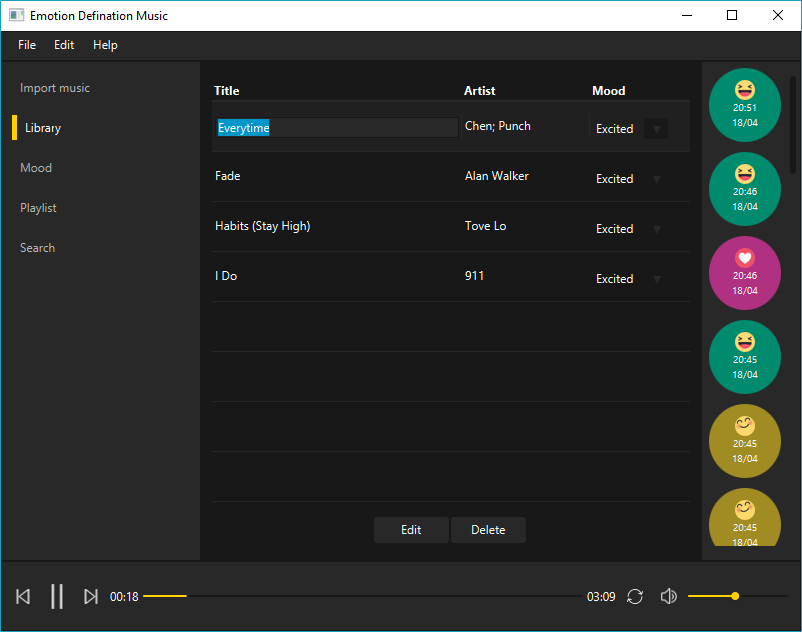 Emotion Defination Music
File Edit Help
Import music
Library
Mood
Playlist
Search
Title Artist Mood
Everytime Chen; Punch Excited
Fade Alan Walker Excited
Habits (Stay High) Tove Lo Excited
I Do 911 Excited
Edit Delete
20:51
18/04
20:46
18/04
20:46
18/04
20:45
18/04
20:45
18/04
20:45
18/04
00:18 03:09